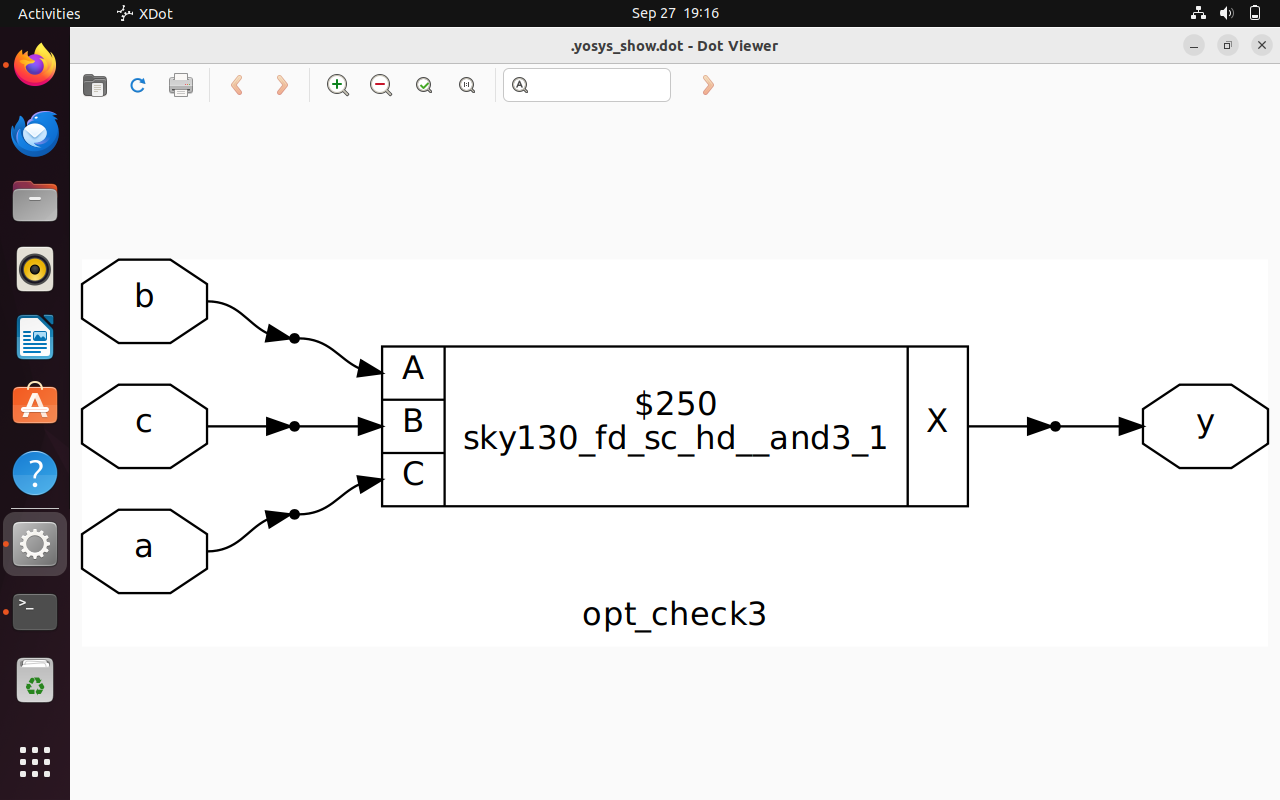 Activities
XDot
Sep 27 19:16
.yosys_show.dot - Dot Viewer
b
c
a
A
B
C
$250
sky130_fd_sc_hd__and3_1
X
y
opt_check3